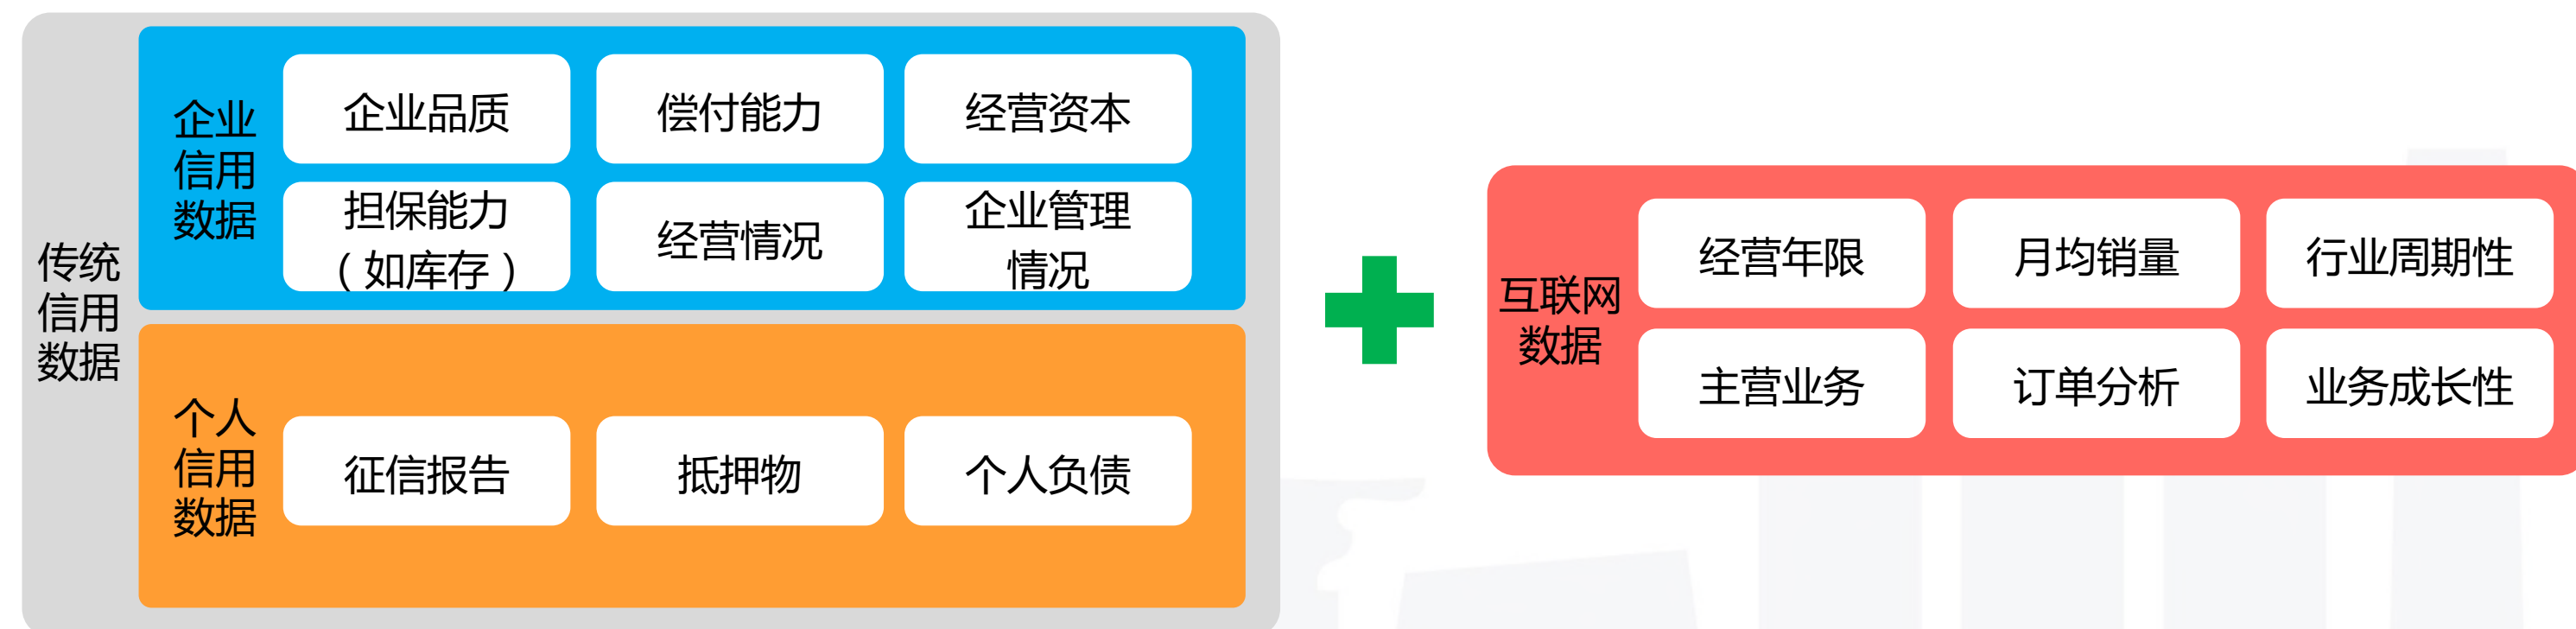 传统
信用
数据
企业
信用
数据
企业品质
偿付能力
经营资本
担保能力
（如库存）
经营情况
企业管理
情况
个人
信用
数据
征信报告
抵押物
个人负债
互联网
数据
经营年限
月均销量
行业周期性
主营业务
订单分析
业务成长性